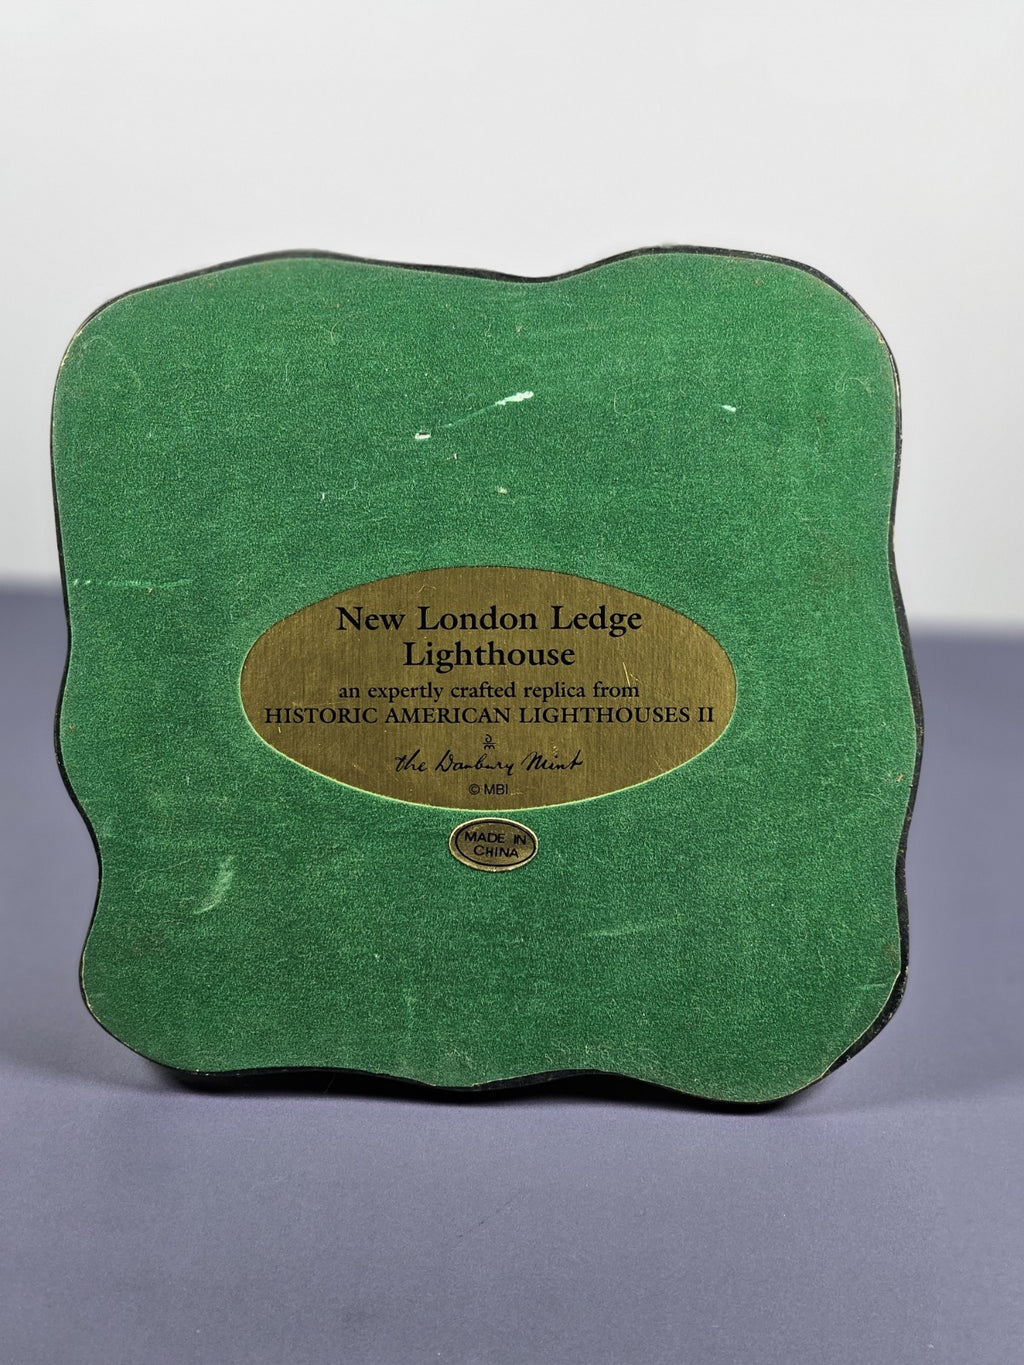 New London Ledge
Lighthouse
an expertly crafted replica from
HISTORIC AMERICAN LIGHTHOUSES II
the Danbury Mint
© MBI
MADE IN
CHINA